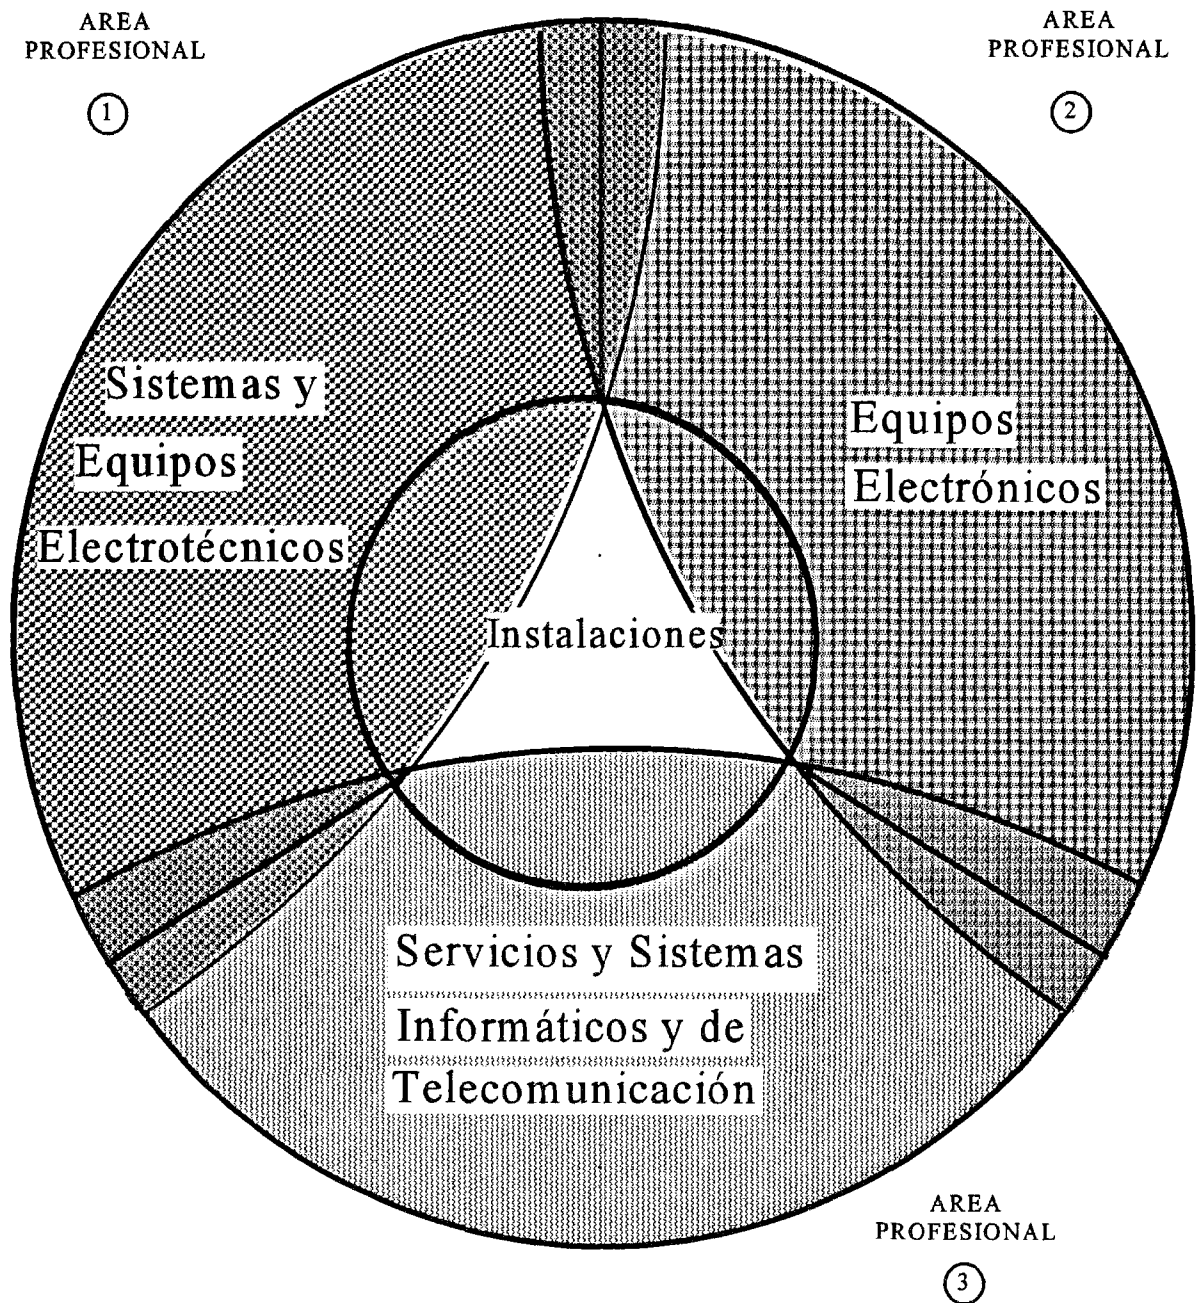 AREA
PROFESIONAL
1
AREA
PROFESIONAL
2
Sistemas y
Equipos
Electrotécnicos
Equipos
Electrónicos
Instalaciones
Servicios y Sistemas
Informáticos y de
Telecomunicación
AREA
PROFESIONAL
3